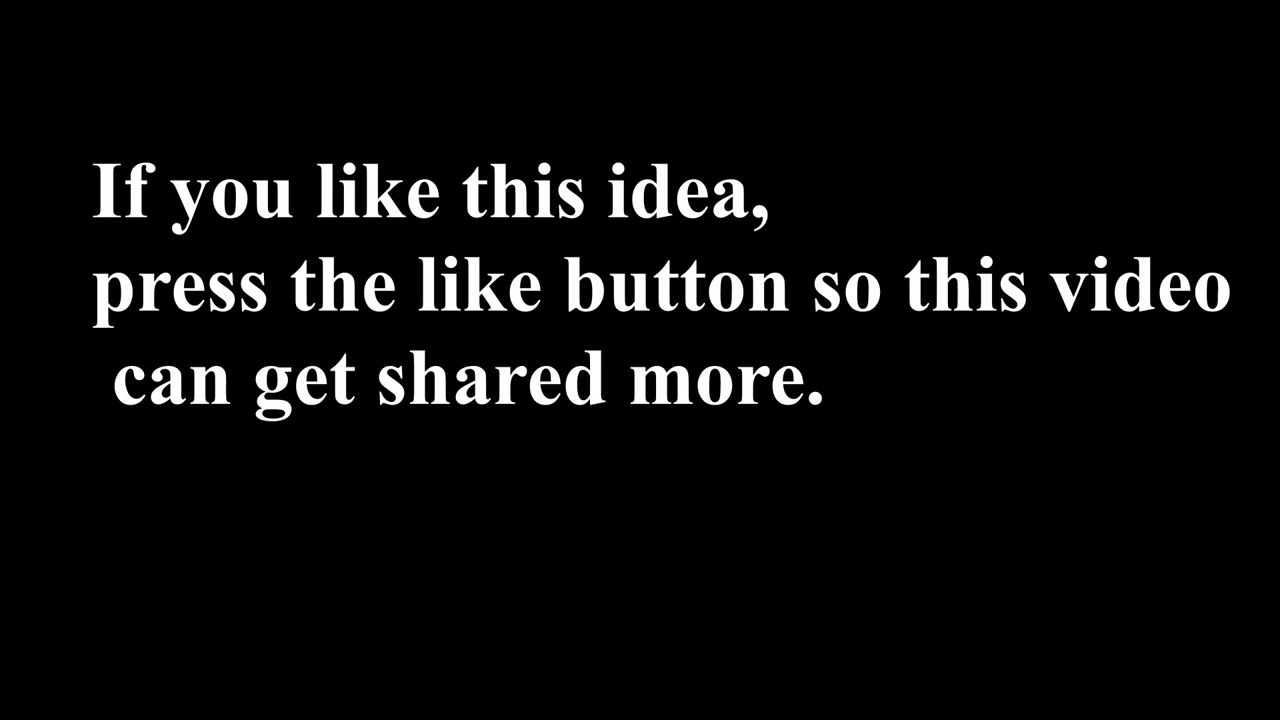 If you like this idea,
press the like button so this video
can get shared more.